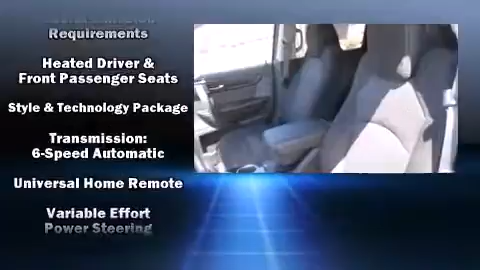 Requirements
Heated Driver &
Front Passenger Seats
Style & Technology Package
Transmission:
6-Speed Automatic
Universal Home Remote
Variable Effort
Power Steering